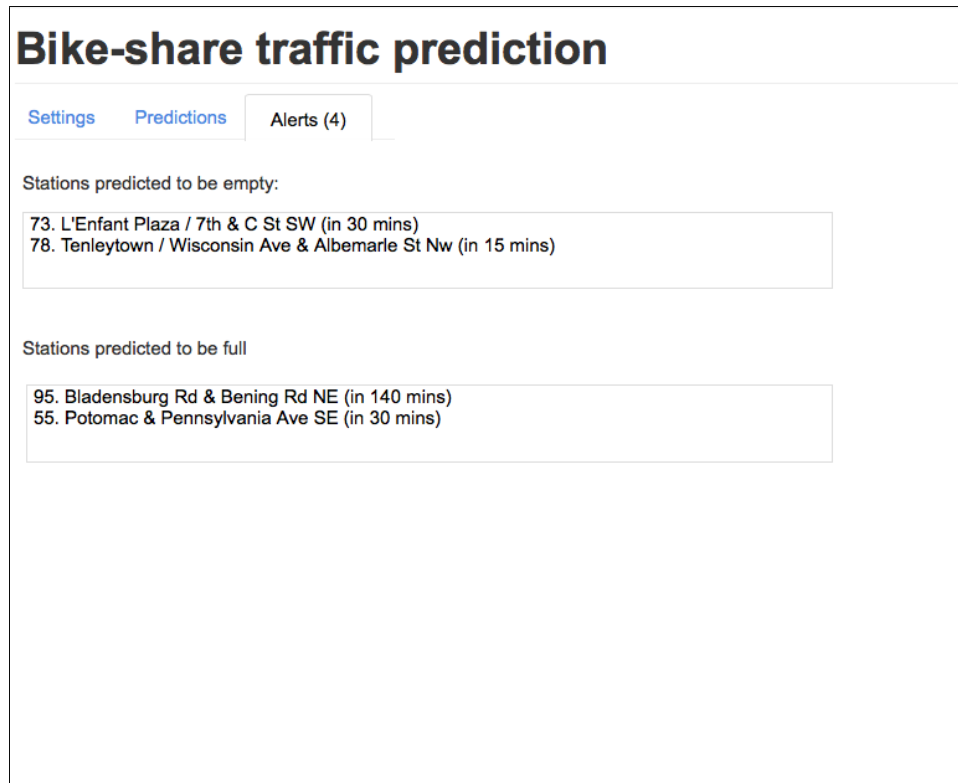 Bike-share traffic prediction
Settings Predictions Alerts (4)
Stations predicted to be empty:
73. L'Enfant Plaza / 7th & C St SW (in 30 mins)
78. Tenleytown / Wisconsin Ave & Albemarle St Nw (in 15 mins)
Stations predicted to be full
95. Bladensburg Rd & Bening Rd NE (in 140 mins)
55. Potomac & Pennsylvania Ave SE (in 30 mins)